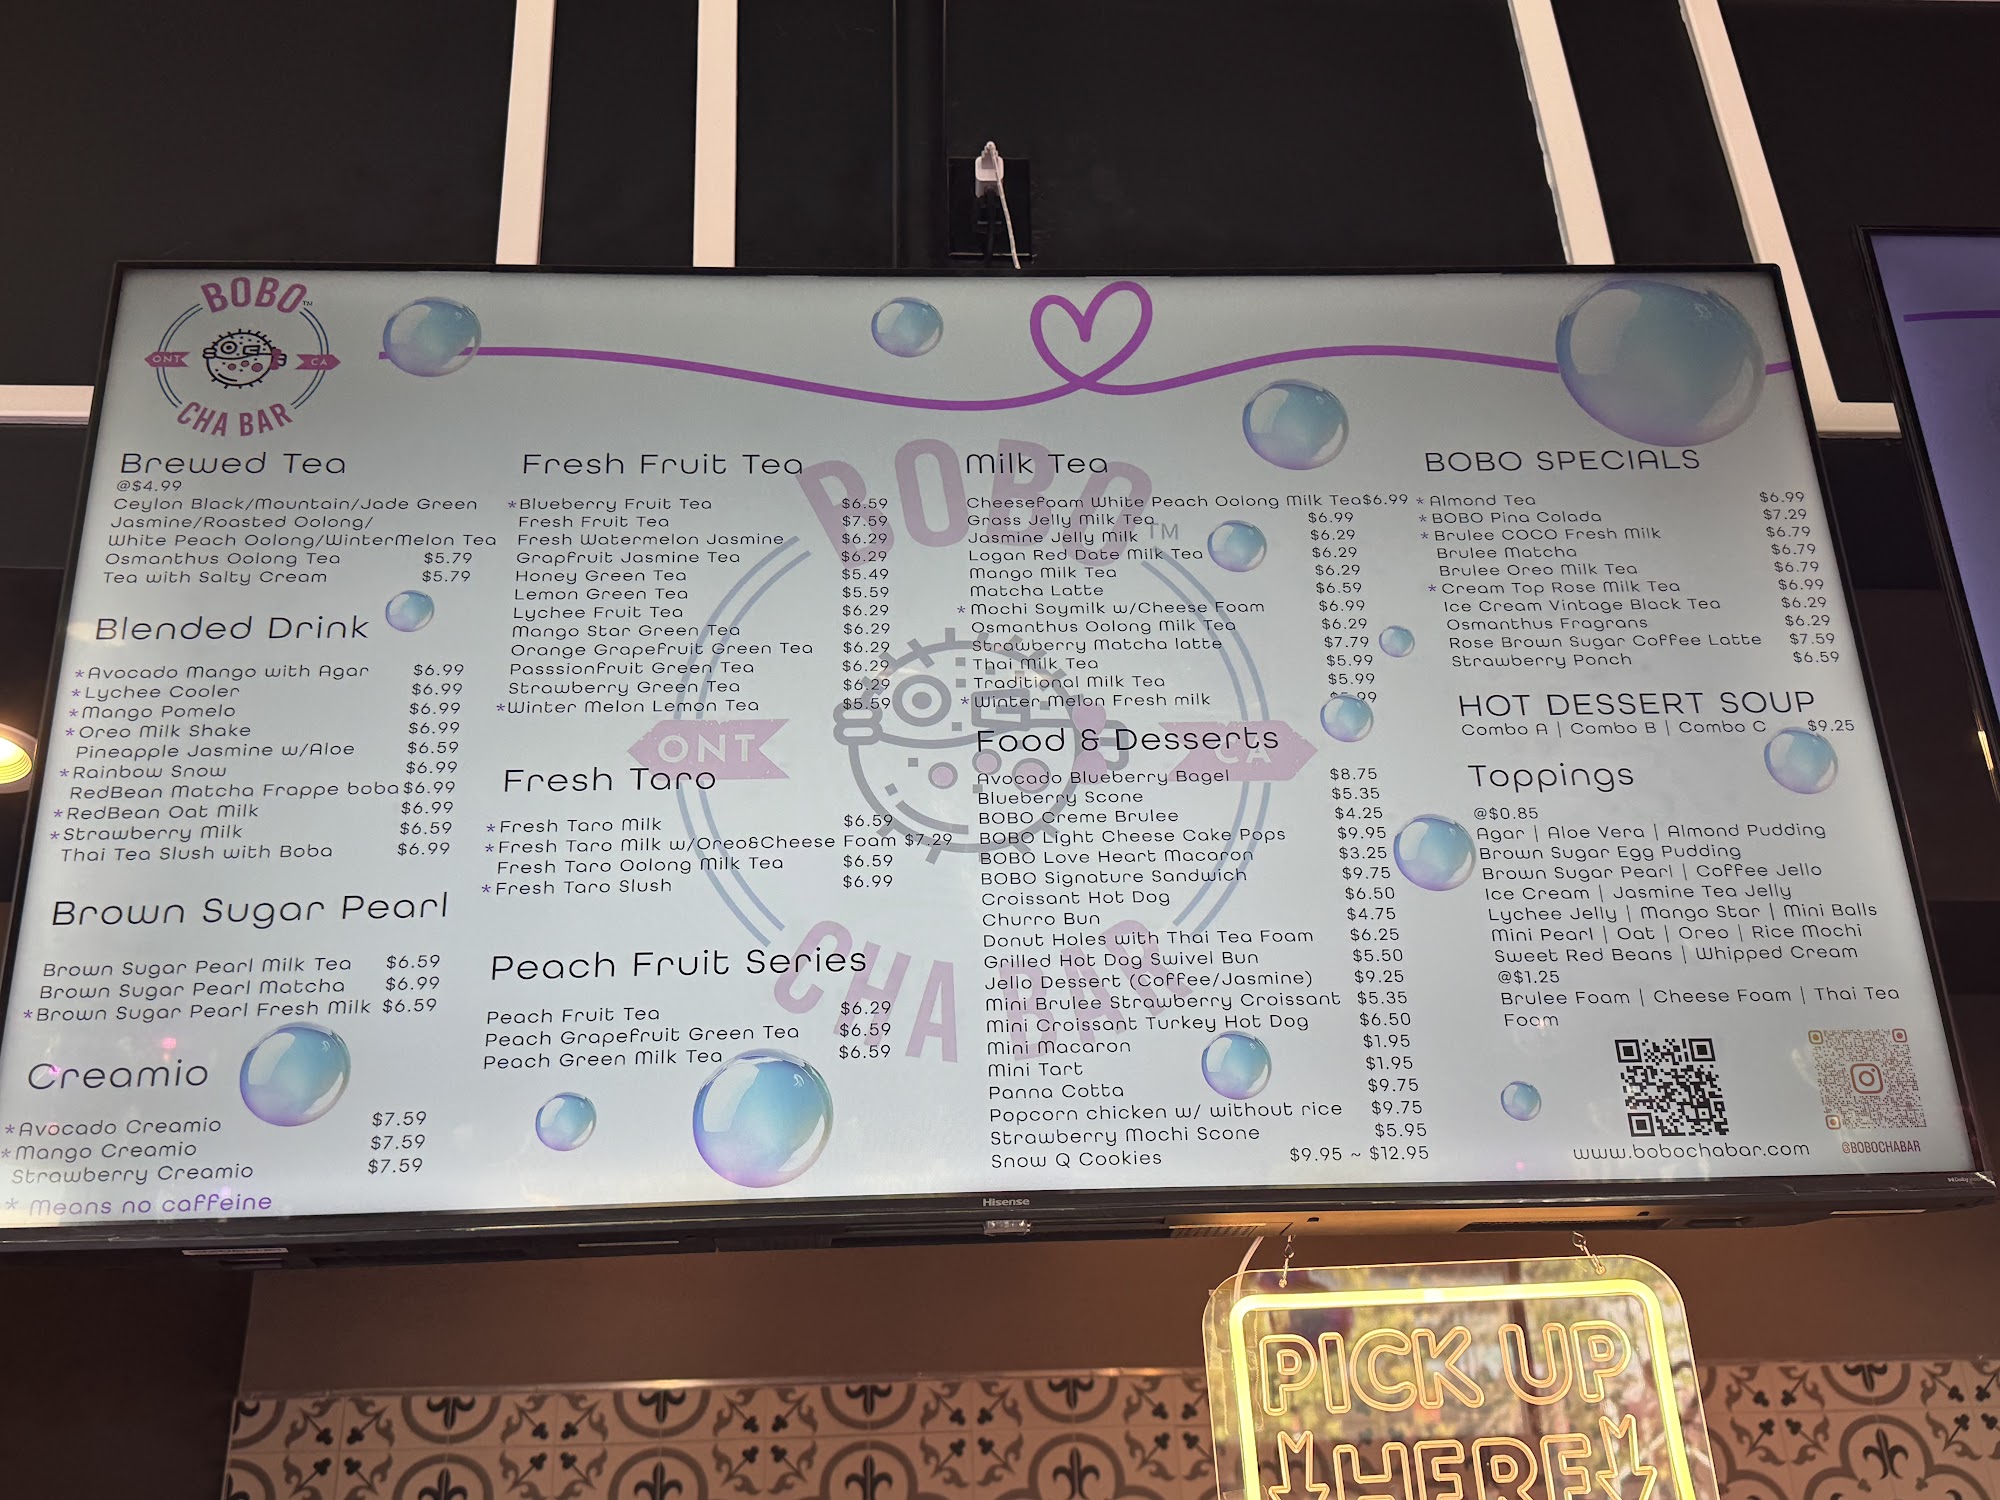 BOBO
TM
ONT
CA
CHA BAR
Brewed Tea
@$4.99
Ceylon Black/Mountain/Jade Green
Jasmine/Roasted Oolong/
White Peach Oolong/WinterMelon Tea
Osmanthus Oolong Tea $5.79
Tea with Salty Cream $5.79
Blended Drink
*Avocado Mango with Agar $6.99
*Lychee Cooler $6.99
*Mango Pomelo $6.99
*Oreo Milk Shake $6.99
Pineapple Jasmine w/Aloe $6.59
*Rainbow Snow $6.99
RedBean Matcha Frappe boba $6.99
*RedBean Oat Milk $6.99
*Strawberry Milk $6.59
Thai Tea Slush with Boba $6.99
Brown Sugar Pearl
Brown Sugar Pearl Milk Tea $6.59
Brown Sugar Pearl Matcha $6.99
*Brown Sugar Pearl Fresh Milk $6.59
Creamio
*Avocado Creamio $7.59
*Mango Creamio $7.59
Strawberry Creamio $7.59
* Means no caffeine
Fresh Fruit Tea
*Blueberry Fruit Tea $6.59
Fresh Fruit Tea $7.59
Fresh Watermelon Jasmine $6.29
Grapfruit Jasmine Tea $6.29
Honey Green Tea $5.49
Lemon Green Tea $5.59
Lychee Fruit Tea $6.29
Mango Star Green Tea $6.29
Orange Grapefruit Green Tea $6.29
Passsionfruit Green Tea $6.29
Strawberry Green Tea $6.29
*Winter Melon Lemon Tea $5.59
Fresh Taro
*Fresh Taro Milk $6.59
*Fresh Taro Milk w/Oreo&Cheese Foam $7.29
Fresh Taro Oolong Milk Tea $6.59
*Fresh Taro Slush $6.99
Peach Fruit Series
Peach Fruit Tea $6.29
Peach Grapefruit Green Tea $6.59
Peach Green Milk Tea $6.59
Milk Tea
Cheesefoam White Peach Oolong Milk Tea $6.99
Grass Jelly Milk Tea $6.99
Jasmine Jelly Milk $6.29
Logan Red Date Milk Tea $6.29
Mango Milk Tea $6.29
Matcha Latte $6.59
*Mochi Soymilk w/Cheese Foam $6.99
Osmanthus Oolong Milk Tea $6.29
Strawberry Matcha latte $7.79
Thai Milk Tea $5.99
Traditional Milk Tea $5.99
*Winter Melon Fresh milk $5.99
Food & Desserts
Avocado Blueberry Bagel $8.75
Blueberry Scone $5.35
BOBO Creme Brulee $4.25
BOBO Light Cheese Cake Pops $9.95
BOBO Love Heart Macaron $3.25
BOBO Signature Sandwich $9.75
Croissant Hot Dog $6.50
Churro Bun $4.75
Donut Holes with Thai Tea Foam $6.25
Grilled Hot Dog Swivel Bun $5.50
Jello Dessert (Coffee/Jasmine) $9.25
Mini Brulee Strawberry Croissant $5.35
Mini Croissant Turkey Hot Dog $6.50
Mini Macaron $1.95
Mini Tart $1.95
Panna Cotta $9.75
Popcorn chicken w/ without rice $9.75
Strawberry Mochi Scone $5.95
Snow Q Cookies $9.95 ~ $12.95
BOBO SPECIALS
* Almond Tea $6.99
* BOBO Pina Colada $7.29
* Brulee COCO Fresh Milk $6.79
Brulee Matcha $6.79
Brulee Oreo Milk Tea $6.79
* Cream Top Rose Milk Tea $6.99
Ice Cream Vintage Black Tea $6.29
Osmanthus Fragrans $6.29
Rose Brown Sugar Coffee Latte $7.59
Strawberry Ponch $6.59
HOT DESSERT SOUP
Combo A | Combo B | Combo C $9.25
Toppings
@$0.85
Agar | Aloe Vera | Almond Pudding
Brown Sugar Egg Pudding
Brown Sugar Pearl | Coffee Jello
Ice Cream | Jasmine Tea Jelly
Lychee Jelly | Mango Star | Mini Balls
Mini Pearl | Oat | Oreo | Rice Mochi
Sweet Red Beans | Whipped Cream
@$1.25
Brulee Foam | Cheese Foam | Thai Tea
Foam
www.bobochabar.com
@BOBOCHABAR
BOBO
TM
ONT
CA
CHA BAR
Hisense
PICK UP
HERE